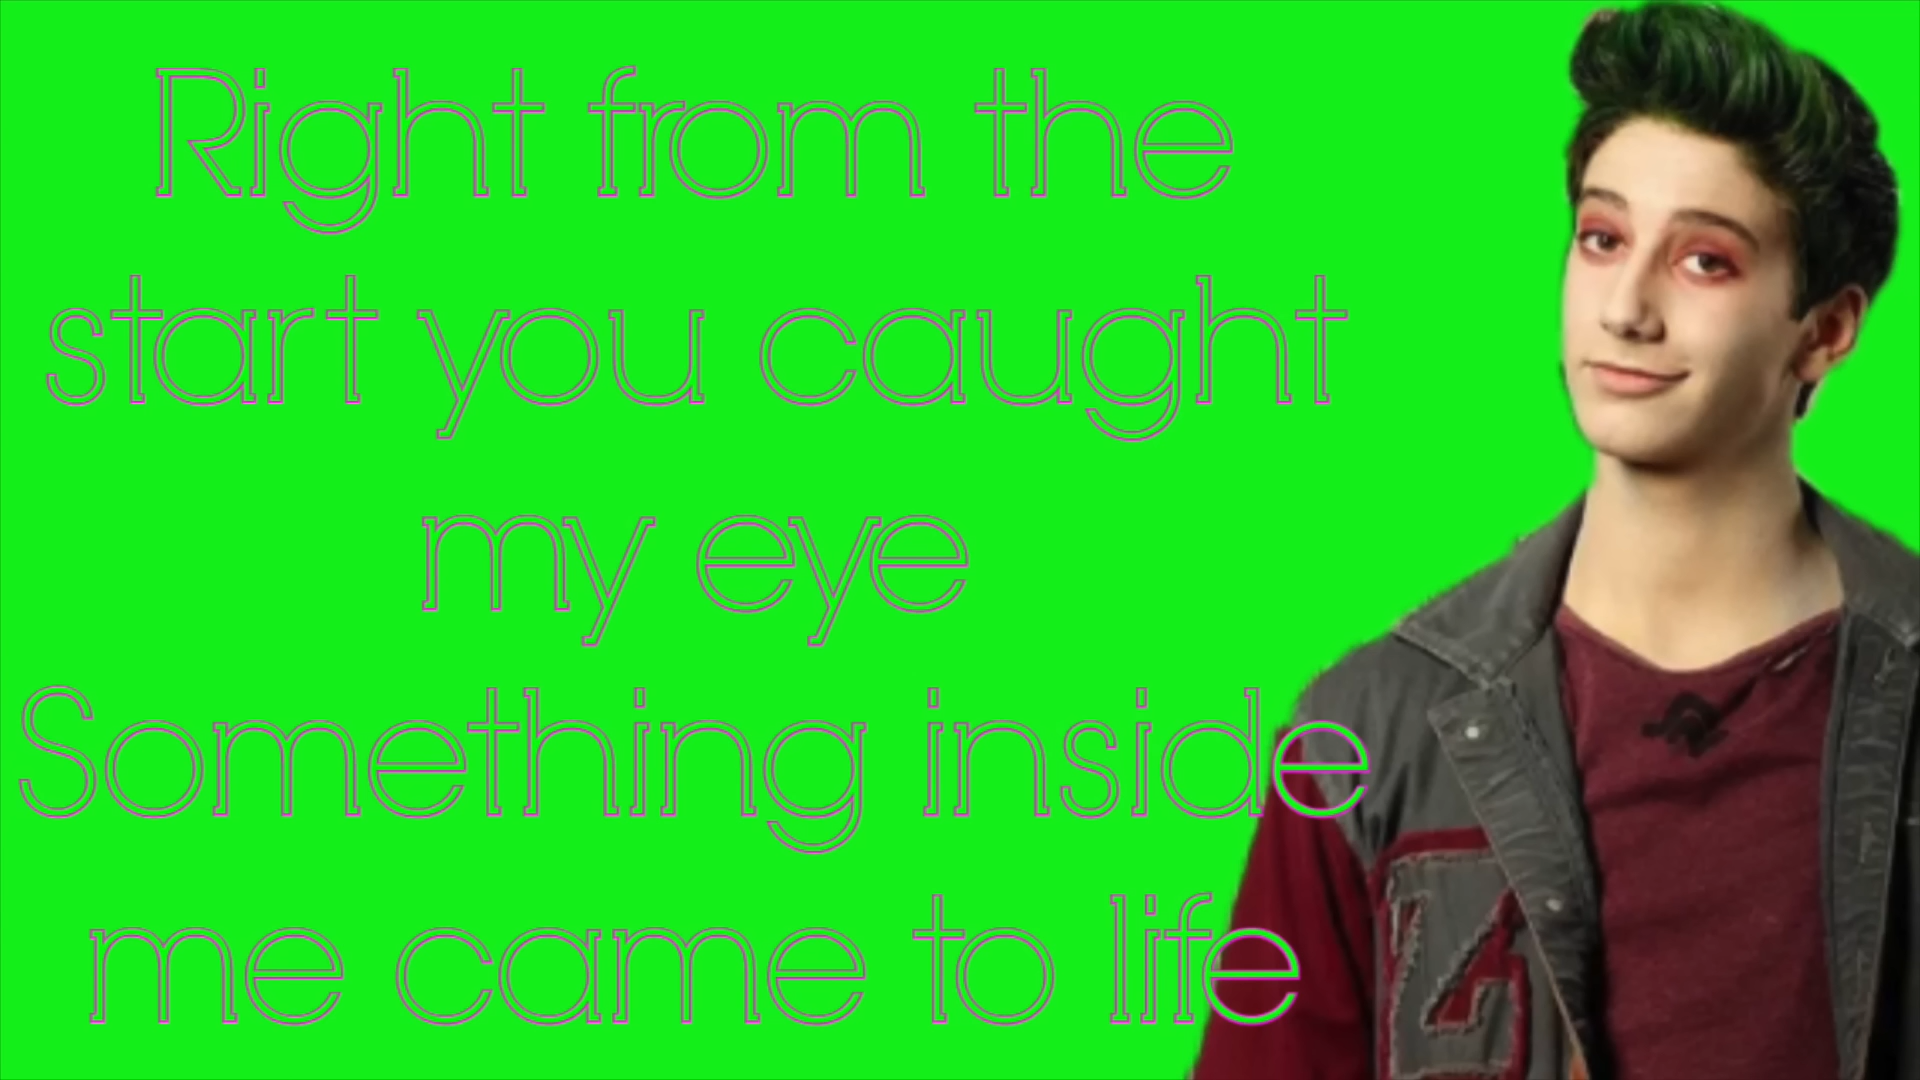 Right from the
start you caught
my eye
Something inside
me came to life
Z